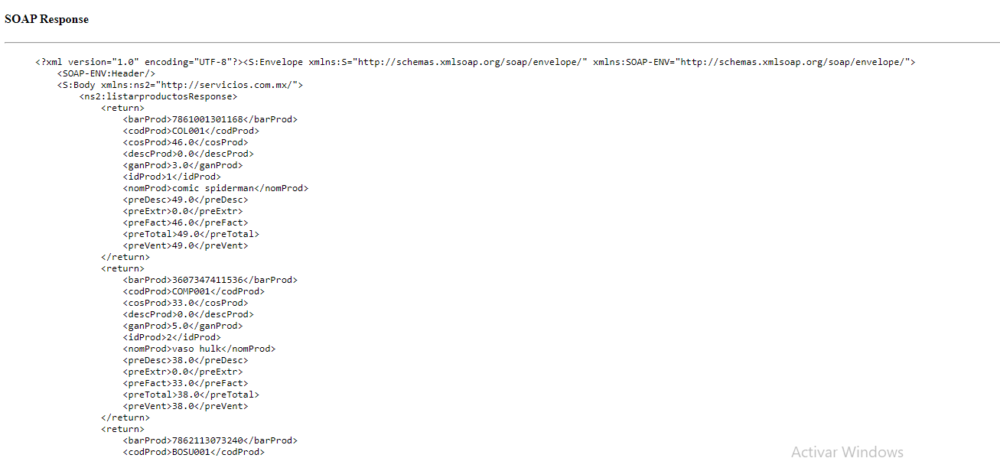 SOAP Response
<?xml version="1.0" encoding="UTF-8"?><S:Envelope xmlns:S="http://schemas.xmlsoap.org/soap/envelope/" xmlns:SOAP-ENV="http://schemas.xmlsoap.org/soap/envelope/">
<SOAP-ENV:Header/>
<S:Body xmlns:ns2="http://servicios.com.mx/">
<ns2:listarproductosResponse>
<return>
<barProd>7861001301168</barProd>
<codProd>COL001</codProd>
<cosProd>46.0</cosProd>
<descProd>0.0</descProd>
<ganProd>3.0</ganProd>
<idProd>1</idProd>
<nomProd>comic spiderman</nomProd>
<preDesc>49.0</preDesc>
<preExtr>0.0</preExtr>
<preFact>46.0</preFact>
<preTotal>49.0</preTotal>
<preVent>49.0</preVent>
</return>
<return>
<barProd>3607347411536</barProd>
<codProd>COMP001</codProd>
<cosProd>33.0</cosProd>
<descProd>0.0</descProd>
<ganProd>5.0</ganProd>
<idProd>2</idProd>
<nomProd>vaso hulk</nomProd>
<preDesc>38.0</preDesc>
<preExtr>0.0</preExtr>
<preFact>33.0</preFact>
<preTotal>38.0</preTotal>
<preVent>38.0</preVent>
</return>
<return>
<barProd>7862113073240</barProd>
<codProd>BOSU001</codProd>
Activar Windows